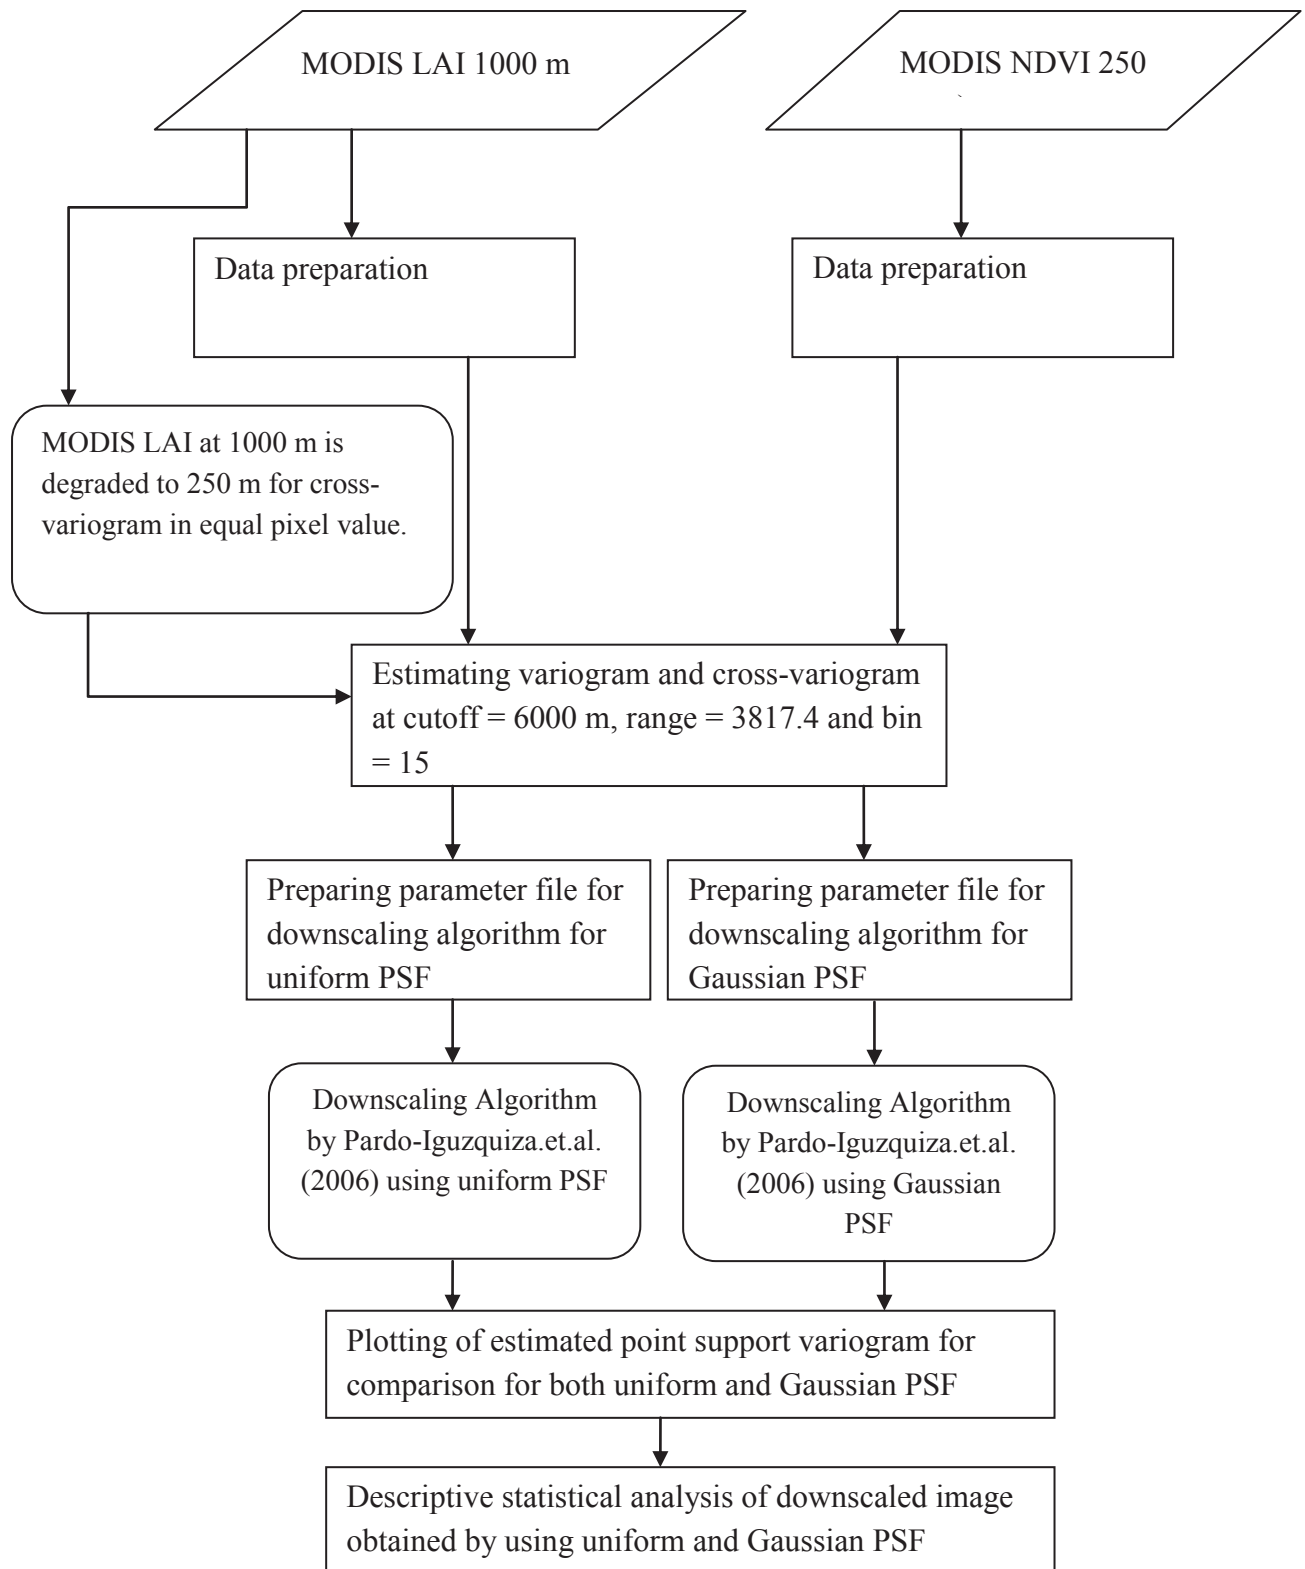 MODIS LAI 1000 m
MODIS NDVI 250
Data preparation
Data preparation
MODIS LAI at 1000 m is
degraded to 250 m for cross-
variogram in equal pixel value.
Estimating variogram and cross-variogram
at cutoff = 6000 m, range = 3817.4 and bin
= 15
Preparing parameter file for
downscaling algorithm for
uniform PSF
Preparing parameter file for
downscaling algorithm for
Gaussian PSF
Downscaling Algorithm
by Pardo-Iguzquiza.et.al.
(2006) using uniform PSF
Downscaling Algorithm
by Pardo-Iguzquiza.et.al.
(2006) using Gaussian
PSF
Plotting of estimated point support variogram for
comparison for both uniform and Gaussian PSF
Descriptive statistical analysis of downscaled image
obtained by using uniform and Gaussian PSF